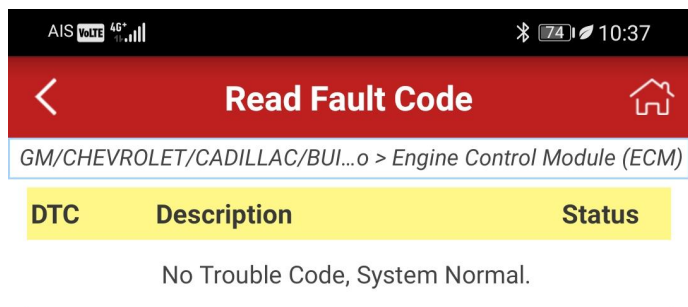 AIS VoLTE 4G+ 74 10:37
Read Fault Code
GM/CHEVROLET/CADILLAC/BUI...o > Engine Control Module (ECM)
DTC Description Status
No Trouble Code, System Normal.